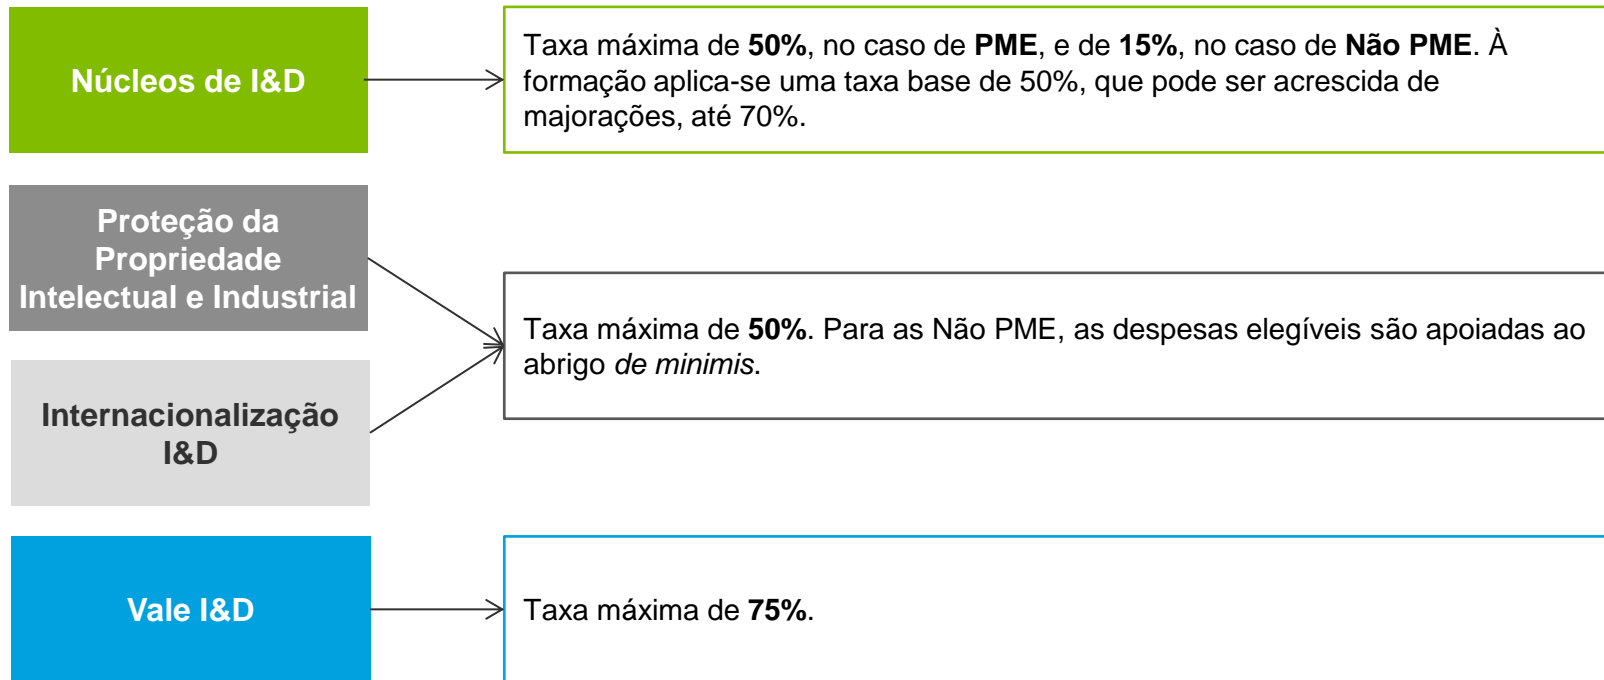 Núcleos de I&D
Taxa máxima de 50%, no caso de PME, e de 15%, no caso de Não PME. À
formação aplica-se uma taxa base de 50%, que pode ser acrescida de
majorações, até 70%.
Proteção da
Propriedade
Intelectual e Industrial
Taxa máxima de 50%. Para as Não PME, as despesas elegíveis são apoiadas ao
abrigo de minimis.
Internacionalização
I&D
Vale I&D
Taxa máxima de 75%.